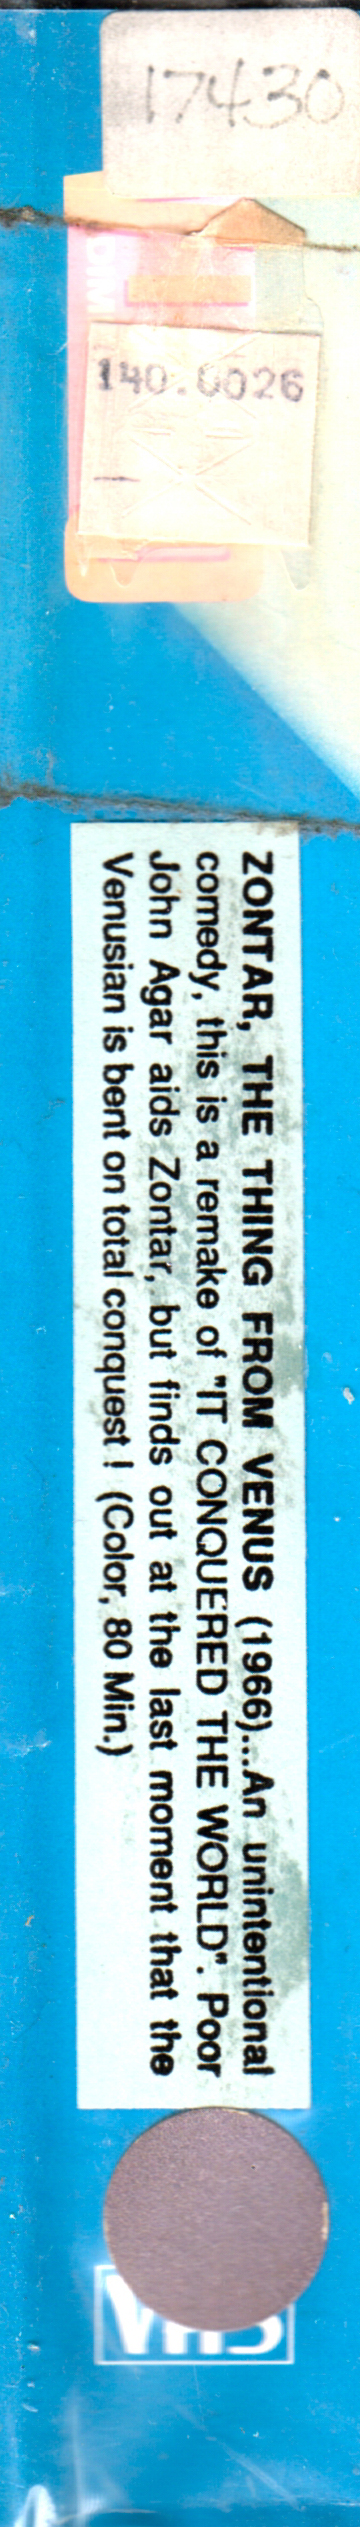 17430
DIM
140.0026
ZONTAR, THE THING FROM VENUS (1966)...An unintentional
comedy, this is a remake of "IT CONQUERED THE WORLD". Poor
John Agar aids Zontar, but finds out at the last moment that the
Venusian is bent on total conquest ! (Color, 80 Min.)
VHS